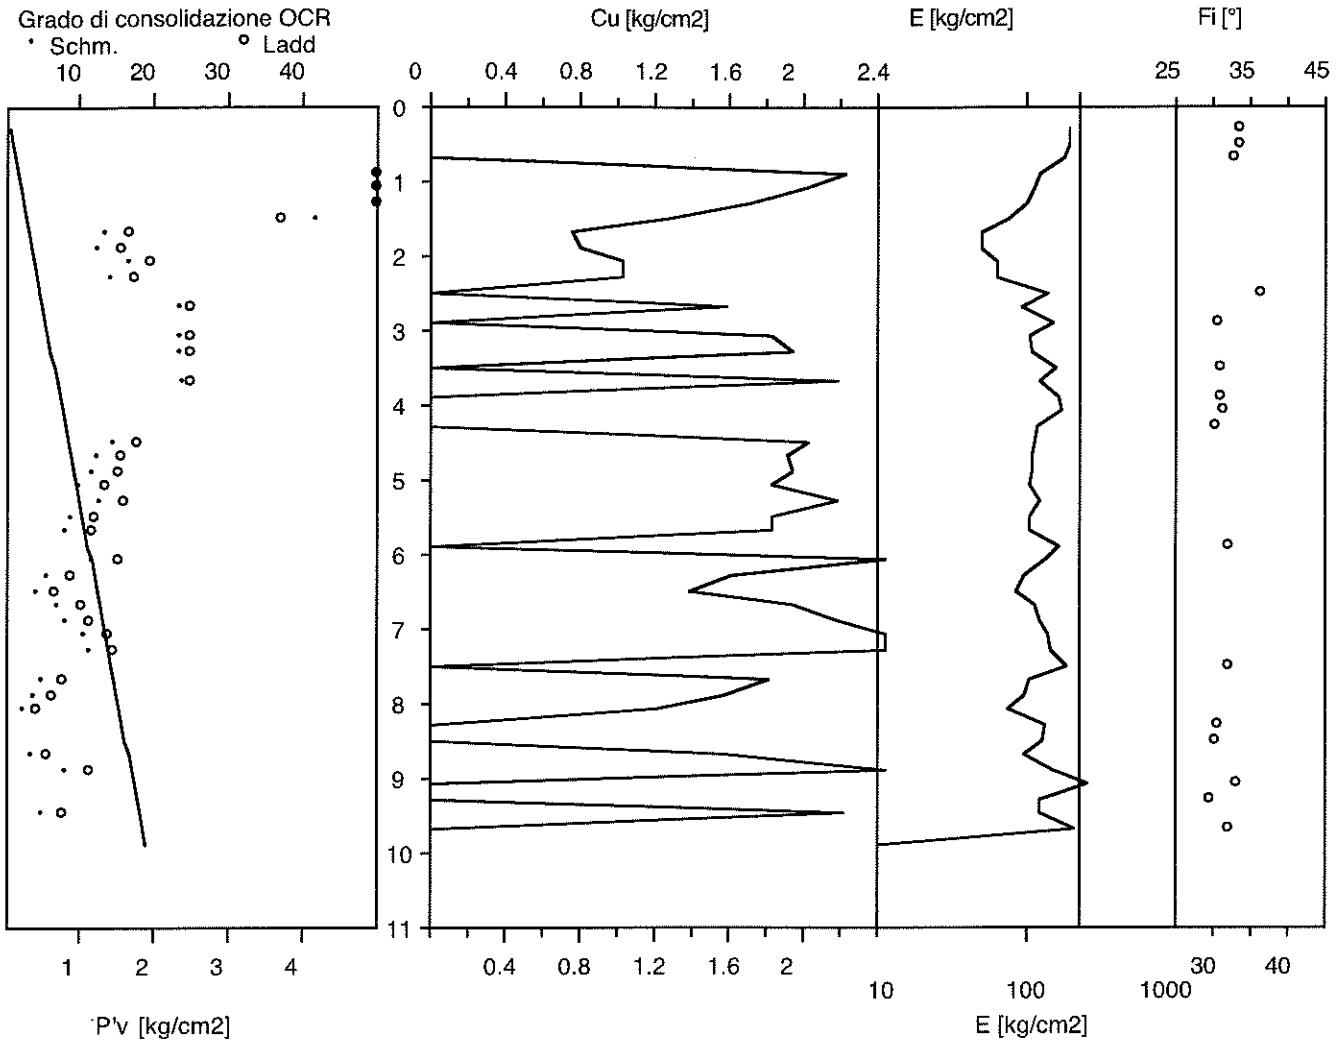 Grado di consolidazione OCR Cu [kg/cm2] E [kg/cm2] Fi [°]
Schm. Ladd
10 20 30 40 0 0.4 0.8 1.2 1.6 2 2.4 25 35 45
0
1
2
3
4
5
6
7
8
9
10
11
1 2 3 4 0.4 0.8 1.2 1.6 2 30 40
10 100 1000
P'v [kg/cm2] E [kg/cm2]